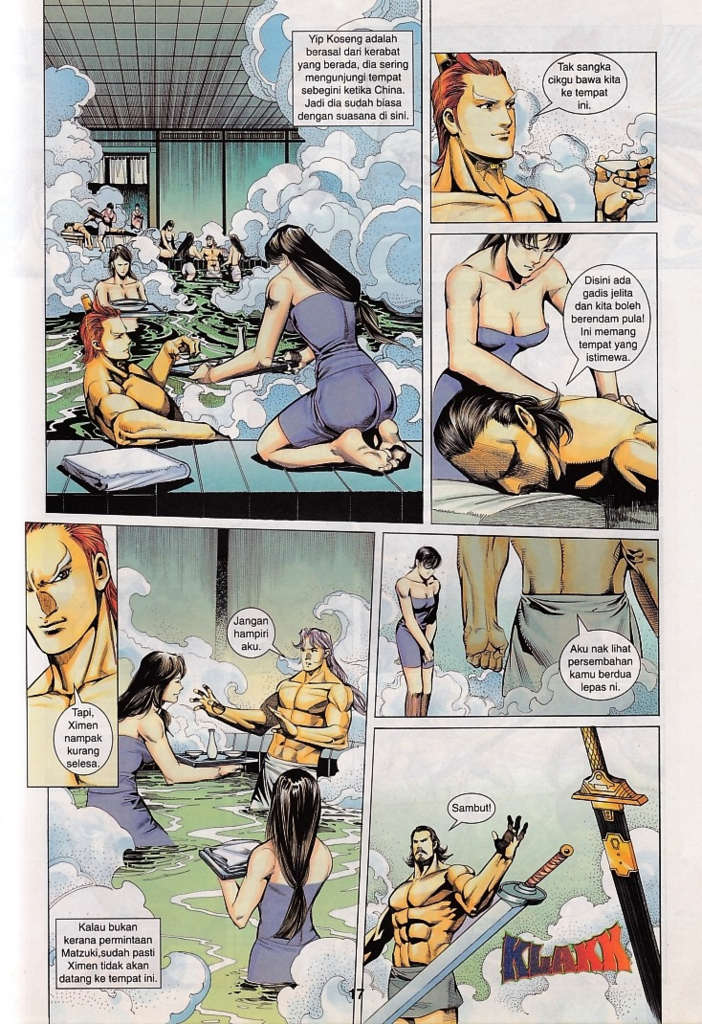 Yip Koseng adalah
berasal dari kerabat
yang berada, dia sering
mengunjungi tempat
sebegini ketika China.
Jadi dia sudah biasa
dengan suasana di sini.
Tak sangka
cikgu bawa kita
ke tempat
ini.
Disini ada
gadis jelita
dan kita boleh
berendam pula!
Ini memang
tempat yang
istimewa.
Tapi,
Ximen
nampak
kurang
selesa.
Jangan
hampiri
aku.
Kalau bukan
kerana permintaan
Matzuki,sudah pasti
Ximen tidak akan
datang ke tempat ini.
Aku nak lihat
persembahan
kamu berdua
lepas ni.
Sambut!
KLAKK
17